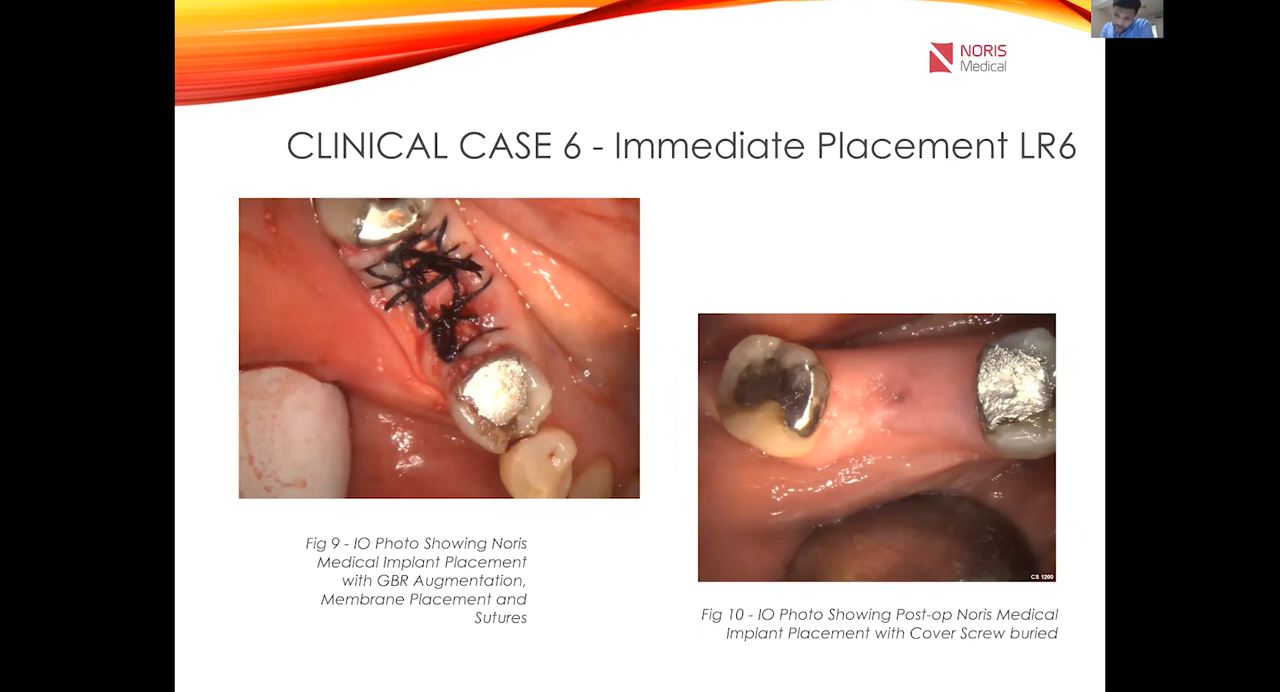 NORIS
Medical
CLINICAL CASE 6 - Immediate Placement LR6
Fig 9 - IO Photo Showing Noris
Medical Implant Placement
with GBR Augmentation,
Membrane Placement and
Sutures
CS 1200
Fig 10 - IO Photo Showing Post-op Noris Medical
Implant Placement with Cover Screw buried